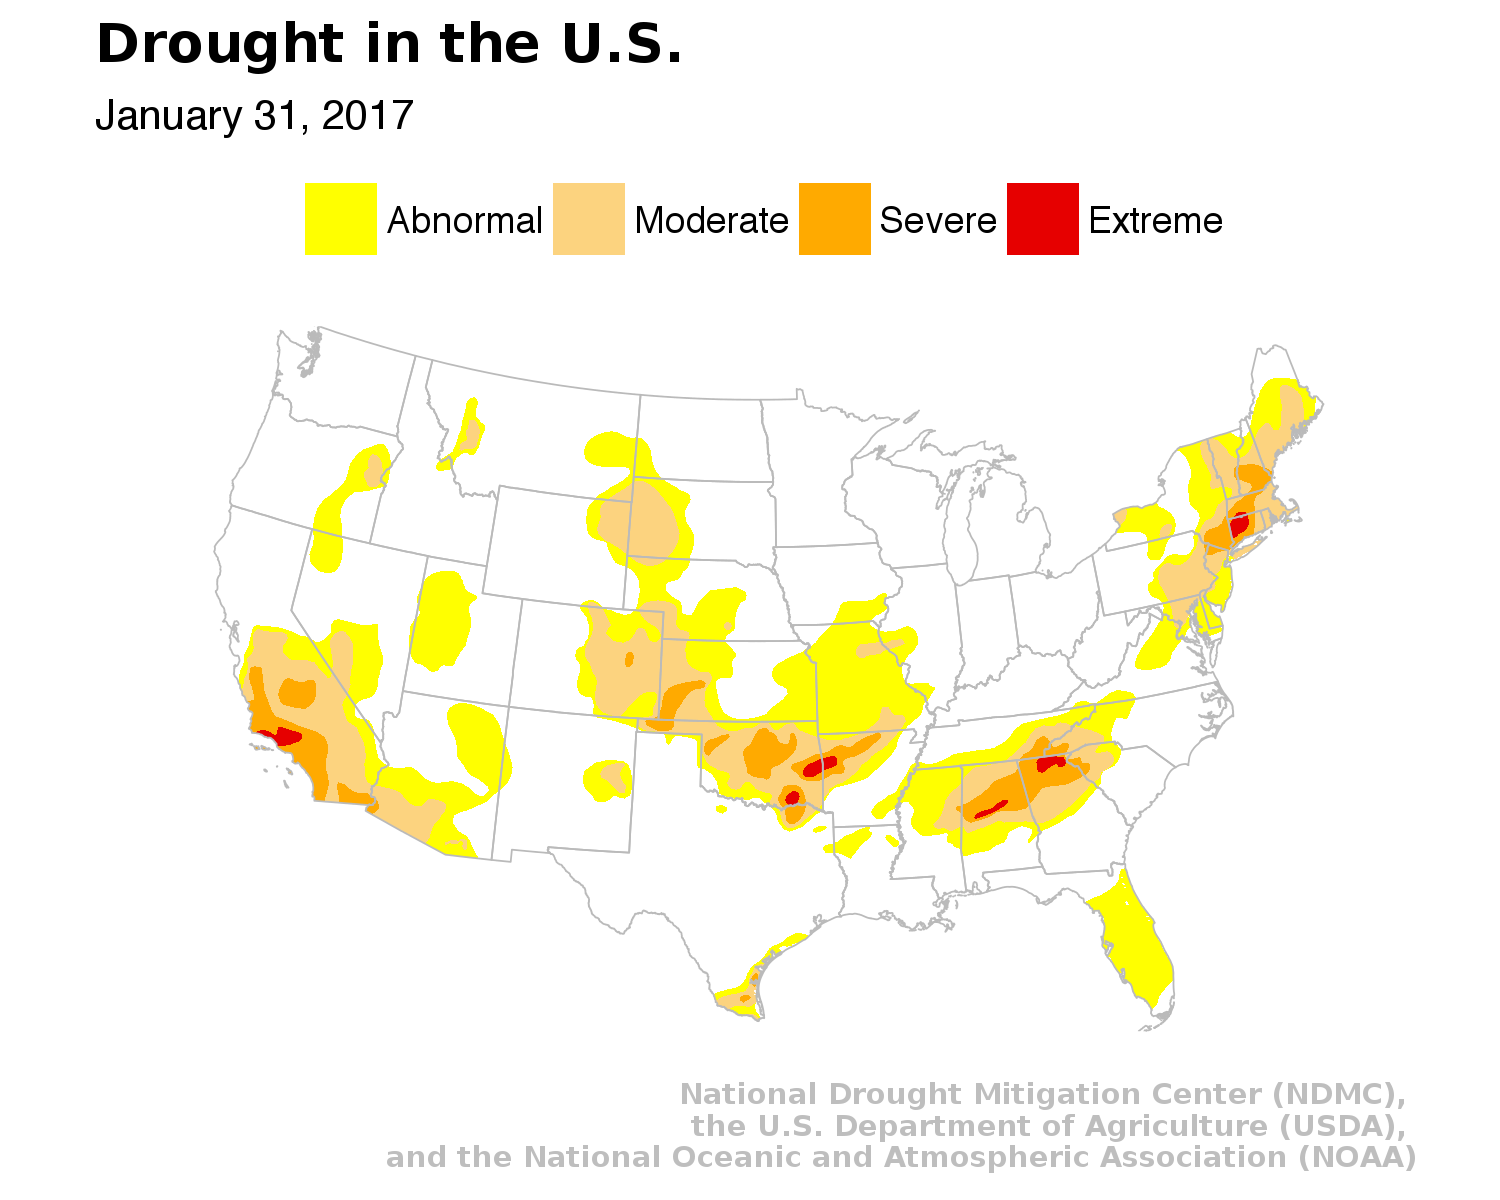 Drought in the U.S.
January 31, 2017
Abnormal Moderate Severe Extreme
National Drought Mitigation Center (NDMC),
the U.S. Department of Agriculture (USDA),
and the National Oceanic and Atmospheric Association (NOAA)